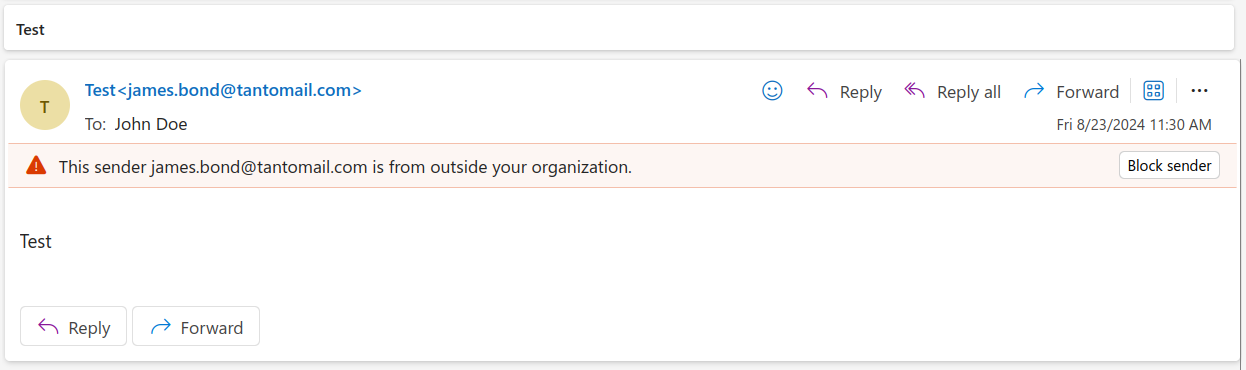 Test
T
Test<james.bond@tantomail.com>
Reply
Reply all
Forward
To: John Doe
Fri 8/23/2024 11:30 AM
This sender james.bond@tantomail.com is from outside your organization.
Block sender
Test
Reply
Forward